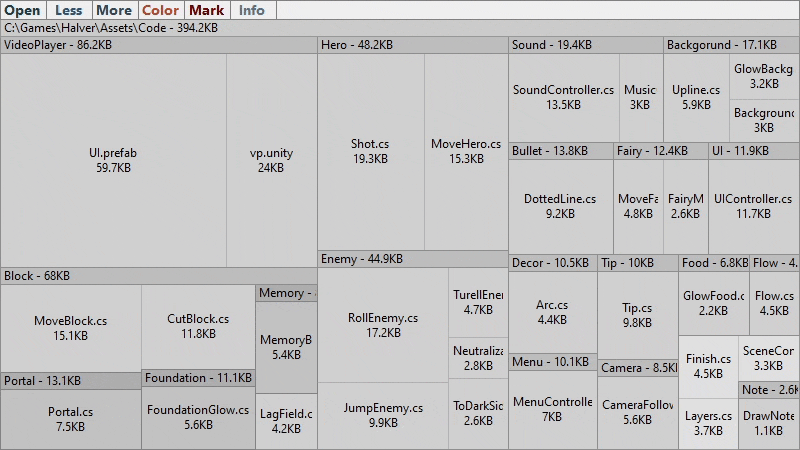 Open Less More Color Mark Info
C:\Games\Halver\Assets\Code - 394.2KB
VideoPlayer - 86.2KB
UI.prefab
59.7KB
vp.unity
24KB
Block - 68KB
MoveBlock.cs
15.1KB
CutBlock.cs
11.8KB
Memory -
MemoryB
5.4KB
Portal - 13.1KB
Portal.cs
7.5KB
Foundation - 11.1KB
FoundationGlow.cs
5.6KB
LagField.c
4.2KB
Hero - 48.2KB
Shot.cs
19.3KB
MoveHero.cs
15.3KB
Enemy - 44.9KB
RollEnemy.cs
17.2KB
TurellEner
4.7KB
Neutraliza
2.8KB
JumpEnemy.cs
9.9KB
ToDarkSid
2.6KB
Sound - 19.4KB
SoundController.cs
13.5KB
Music
3KB
Backgorund - 17.1KB
Upline.cs
5.9KB
GlowBackg
3.2KB
Background
3KB
Bullet - 13.8KB
DottedLine.cs
9.2KB
Fairy - 12.4KB
MoveFa
4.8KB
FairyM
2.6KB
UI - 11.9KB
UIController.cs
11.7KB
Decor - 10.5KB
Arc.cs
4.4KB
Tip - 10KB
Tip.cs
9.8KB
Food - 6.8KB
GlowFood.c
2.2KB
Flow - 4.
Flow.cs
4.5KB
Menu - 10.1KB
MenuControlle
7KB
Camera - 8.5KB
CameraFollov
5.6KB
Finish.cs
4.5KB
SceneCon
3.3KB
Layers.cs
3.7KB
Note - 2.6K
DrawNote
1.1KB